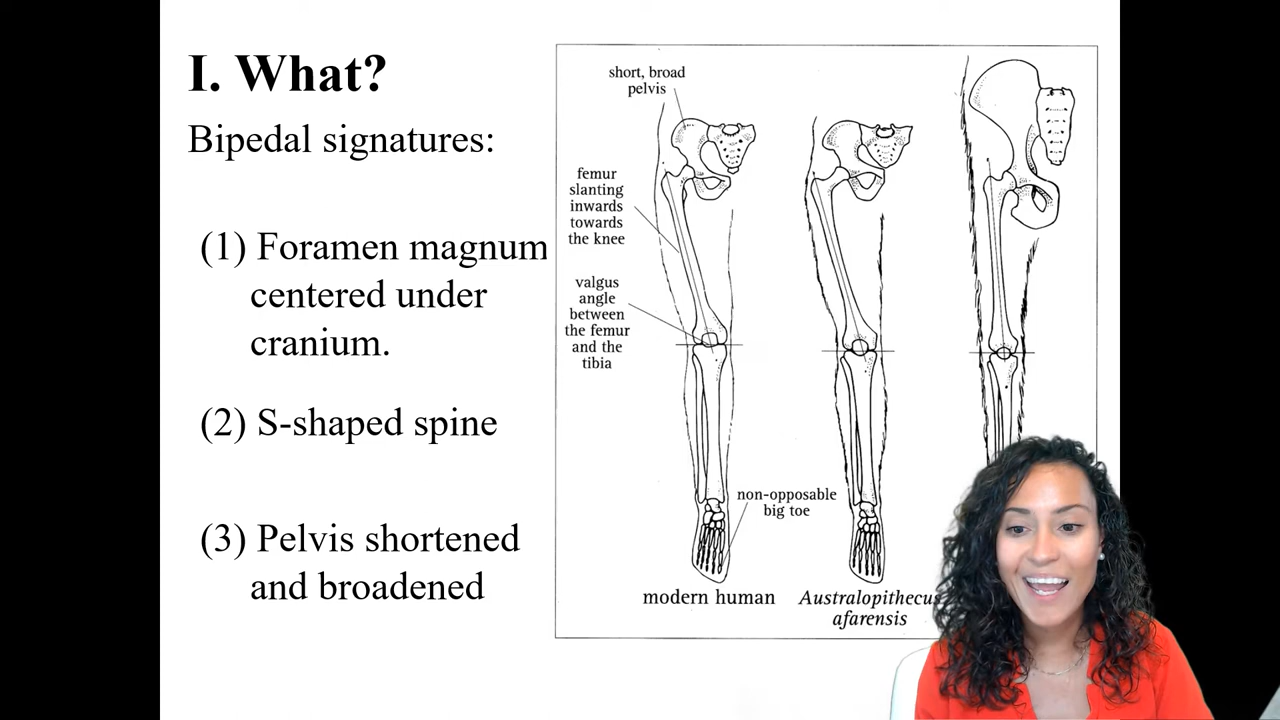 I. What?
Bipedal signatures:
(1) Foramen magnum
centered under
cranium.
(2) S-shaped spine
(3) Pelvis shortened
and broadened
short, broad
pelvis
femur
slanting
inwards
towards
the knee
valgus
angle
between
the femur
and the
tibia
non-opposable
big toe
modern human
Australopithecus
afarensis